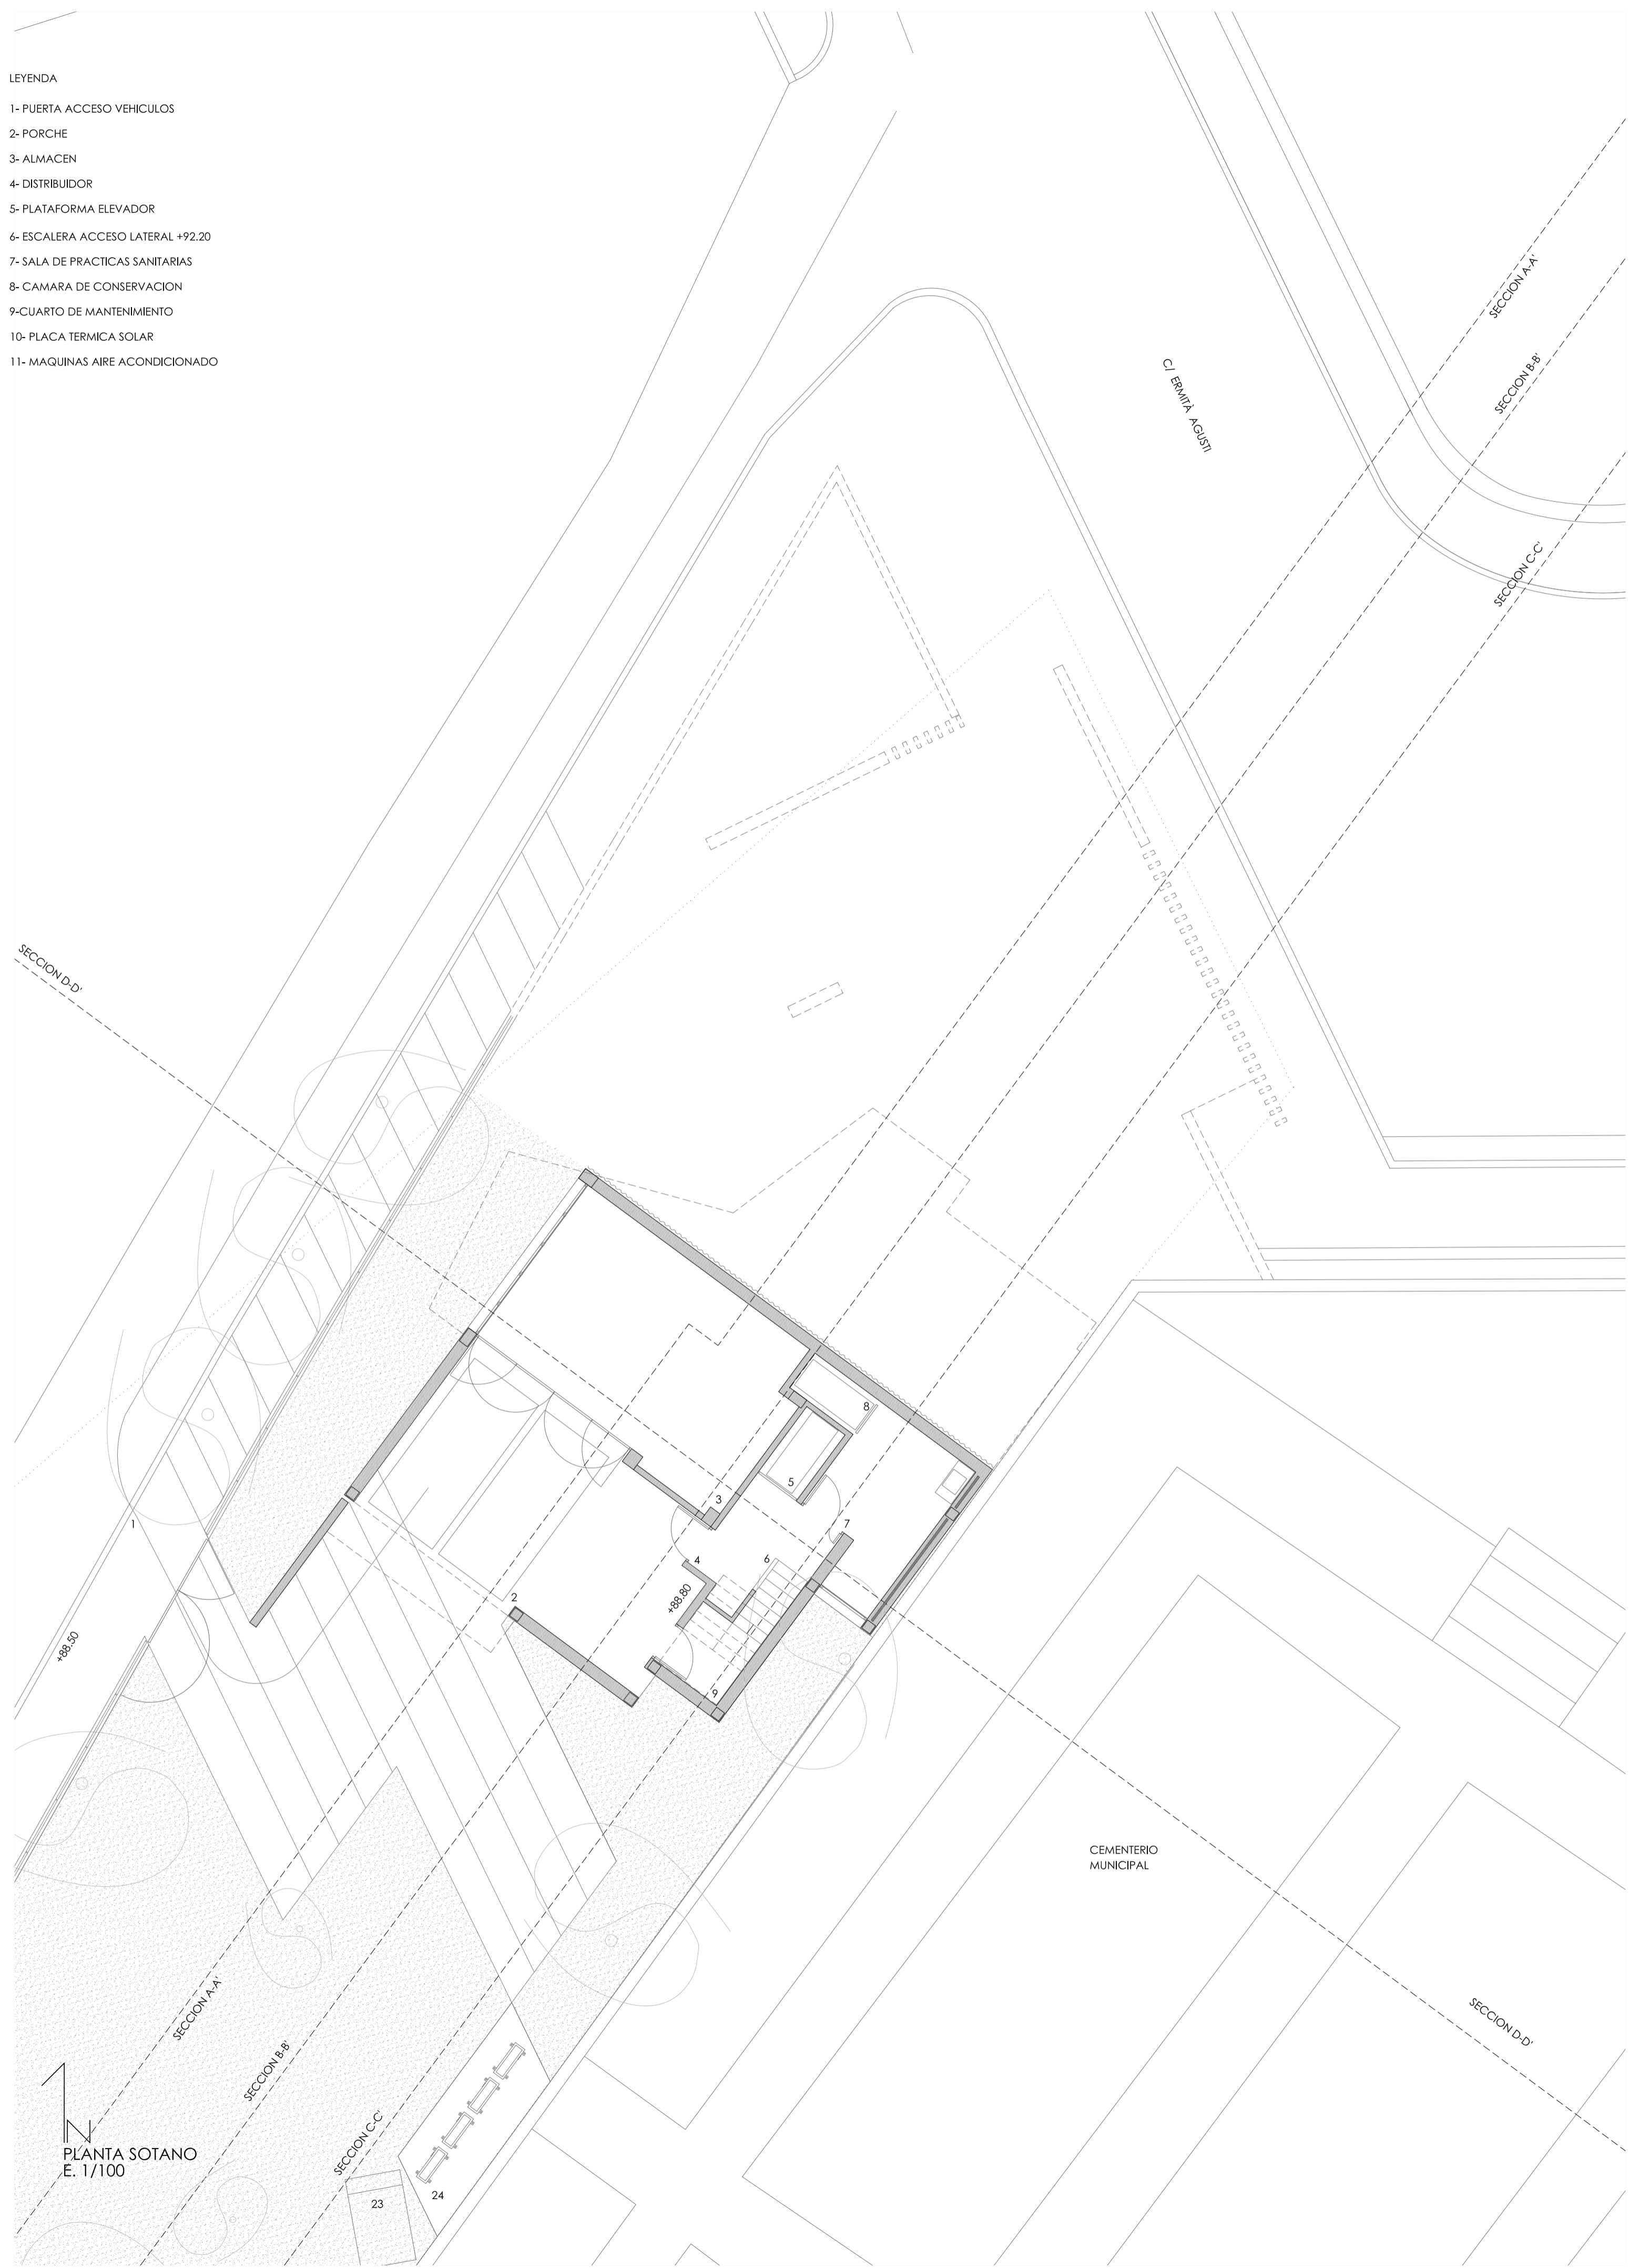 LEYENDA
1- PUERTA ACCESO VEHICULOS
2- PORCHE
3- ALMACEN
4- DISTRIBUIDOR
5- PLATAFORMA ELEVADOR
6- ESCALERA ACCESO LATERAL +92.20
7- SALA DE PRACTICAS SANITARIAS
8- CAMARA DE CONSERVACION
9-CUARTO DE MANTENIMIENTO
10- PLACA TERMICA SOLAR
11- MAQUINAS AIRE ACONDICIONADO
SECCION A-A'
SECCION B-B'
C/ ERMITÀ AGUSTI
SECCION C-C'
SECCION D-D'
8
5
3
7
1
4
6
2
+88.80
+88.50
9
CEMENTERIO
MUNICIPAL
SECCION A-A'
SECCION B-B'
SECCION C-C'
SECCION D-D'
N
PLANTA SOTANO
E. 1/100
23
24